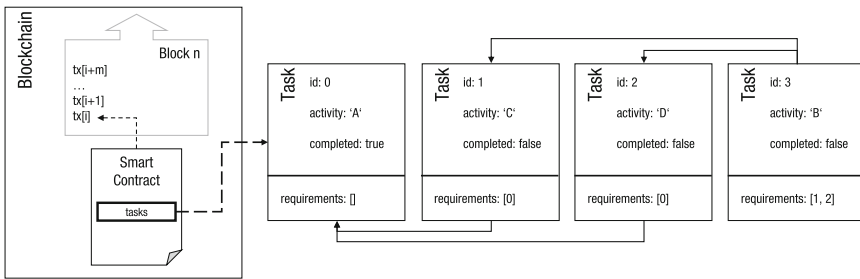 Blockchain
Block n
tx[i+m]
...
tx[i+1]
tx[i]
Smart
Contract
tasks
Task
id: 0
activity: ‘A‘
completed: true
requirements: []
Task
id: 1
activity: ‘C‘
completed: false
requirements: [0]
Task
id: 2
activity: ‘D‘
completed: false
requirements: [0]
Task
id: 3
activity: ‘B‘
completed: false
requirements: [1, 2]